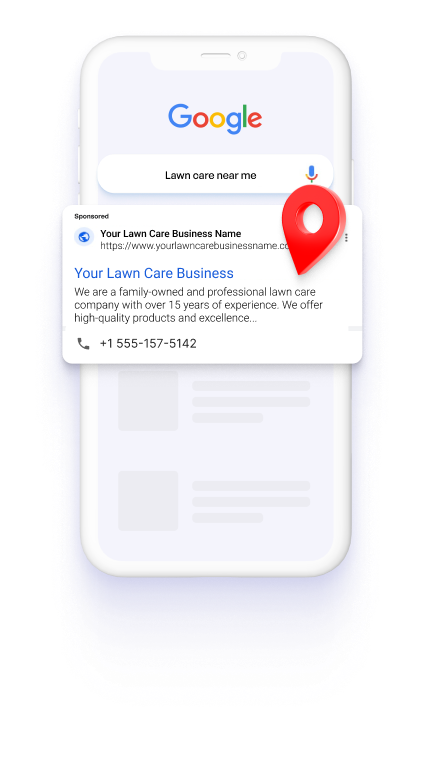 Google
Lawn care near me
Sponsored
Your Lawn Care Business Name
https://www.yourlawncarebusinessname.co
Your Lawn Care Business
We are a family-owned and professional lawn care
company with over 15 years of experience. We offer
high-quality products and excellence...
+1 555-157-5142